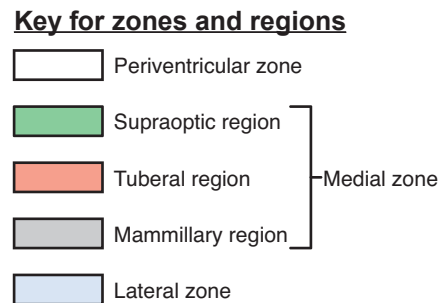 Key for zones and regions
Periventricular zone
Supraoptic region
Tuberal region
Medial zone
Mammillary region
Lateral zone